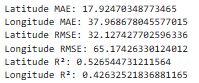 Latitude MAE: 17.92470348773465
Longitude MAE: 37.968678045577015
Latitude RMSE: 32.127427702596336
Longitude RMSE: 65.17426330124012
Latitude R²: 0.526544731211564
Longitude R²: 0.42632521836881165